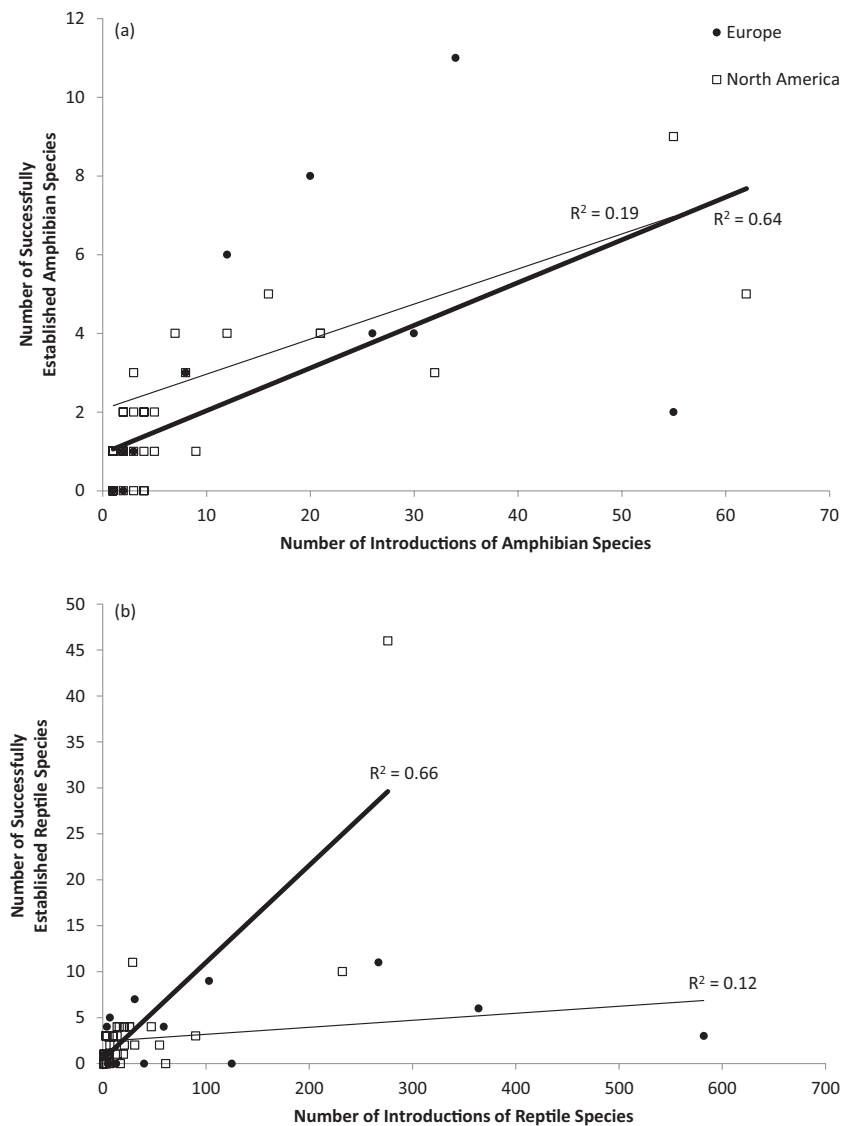 (a)
Europe
North America
12
10
8
6
4
2
0
Number of Successfully
Established Amphibian Species
R² = 0.19
R² = 0.64
0 10 20 30 40 50 60 70
Number of Introductions of Amphibian Species
(b)
50
45
40
35
30
25
20
15
10
5
0
Number of Successfully
Established Reptile Species
R² = 0.66
R² = 0.12
0 100 200 300 400 500 600 700
Number of Introductions of Reptile Species